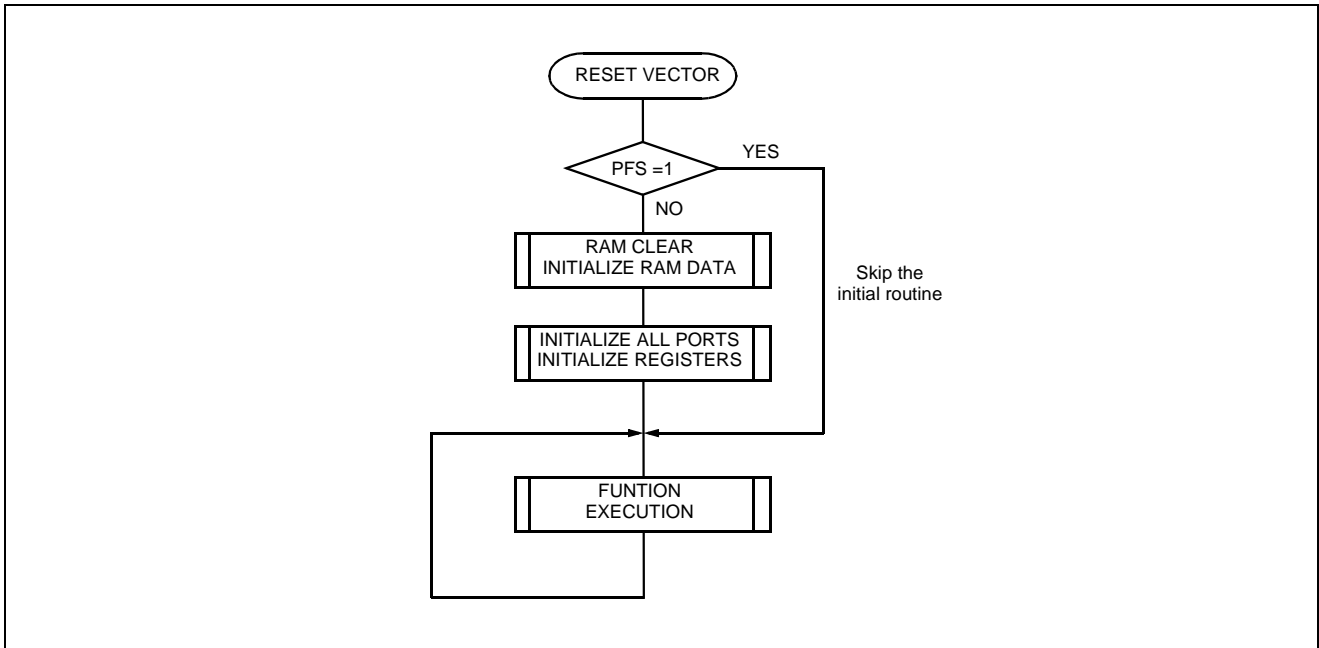 RESET VECTOR
YES
PFS =1
NO
RAM CLEAR
INITIALIZE RAM DATA
Skip the
initial routine
INITIALIZE ALL PORTS
INITIALIZE REGISTERS
FUNTION
EXECUTION